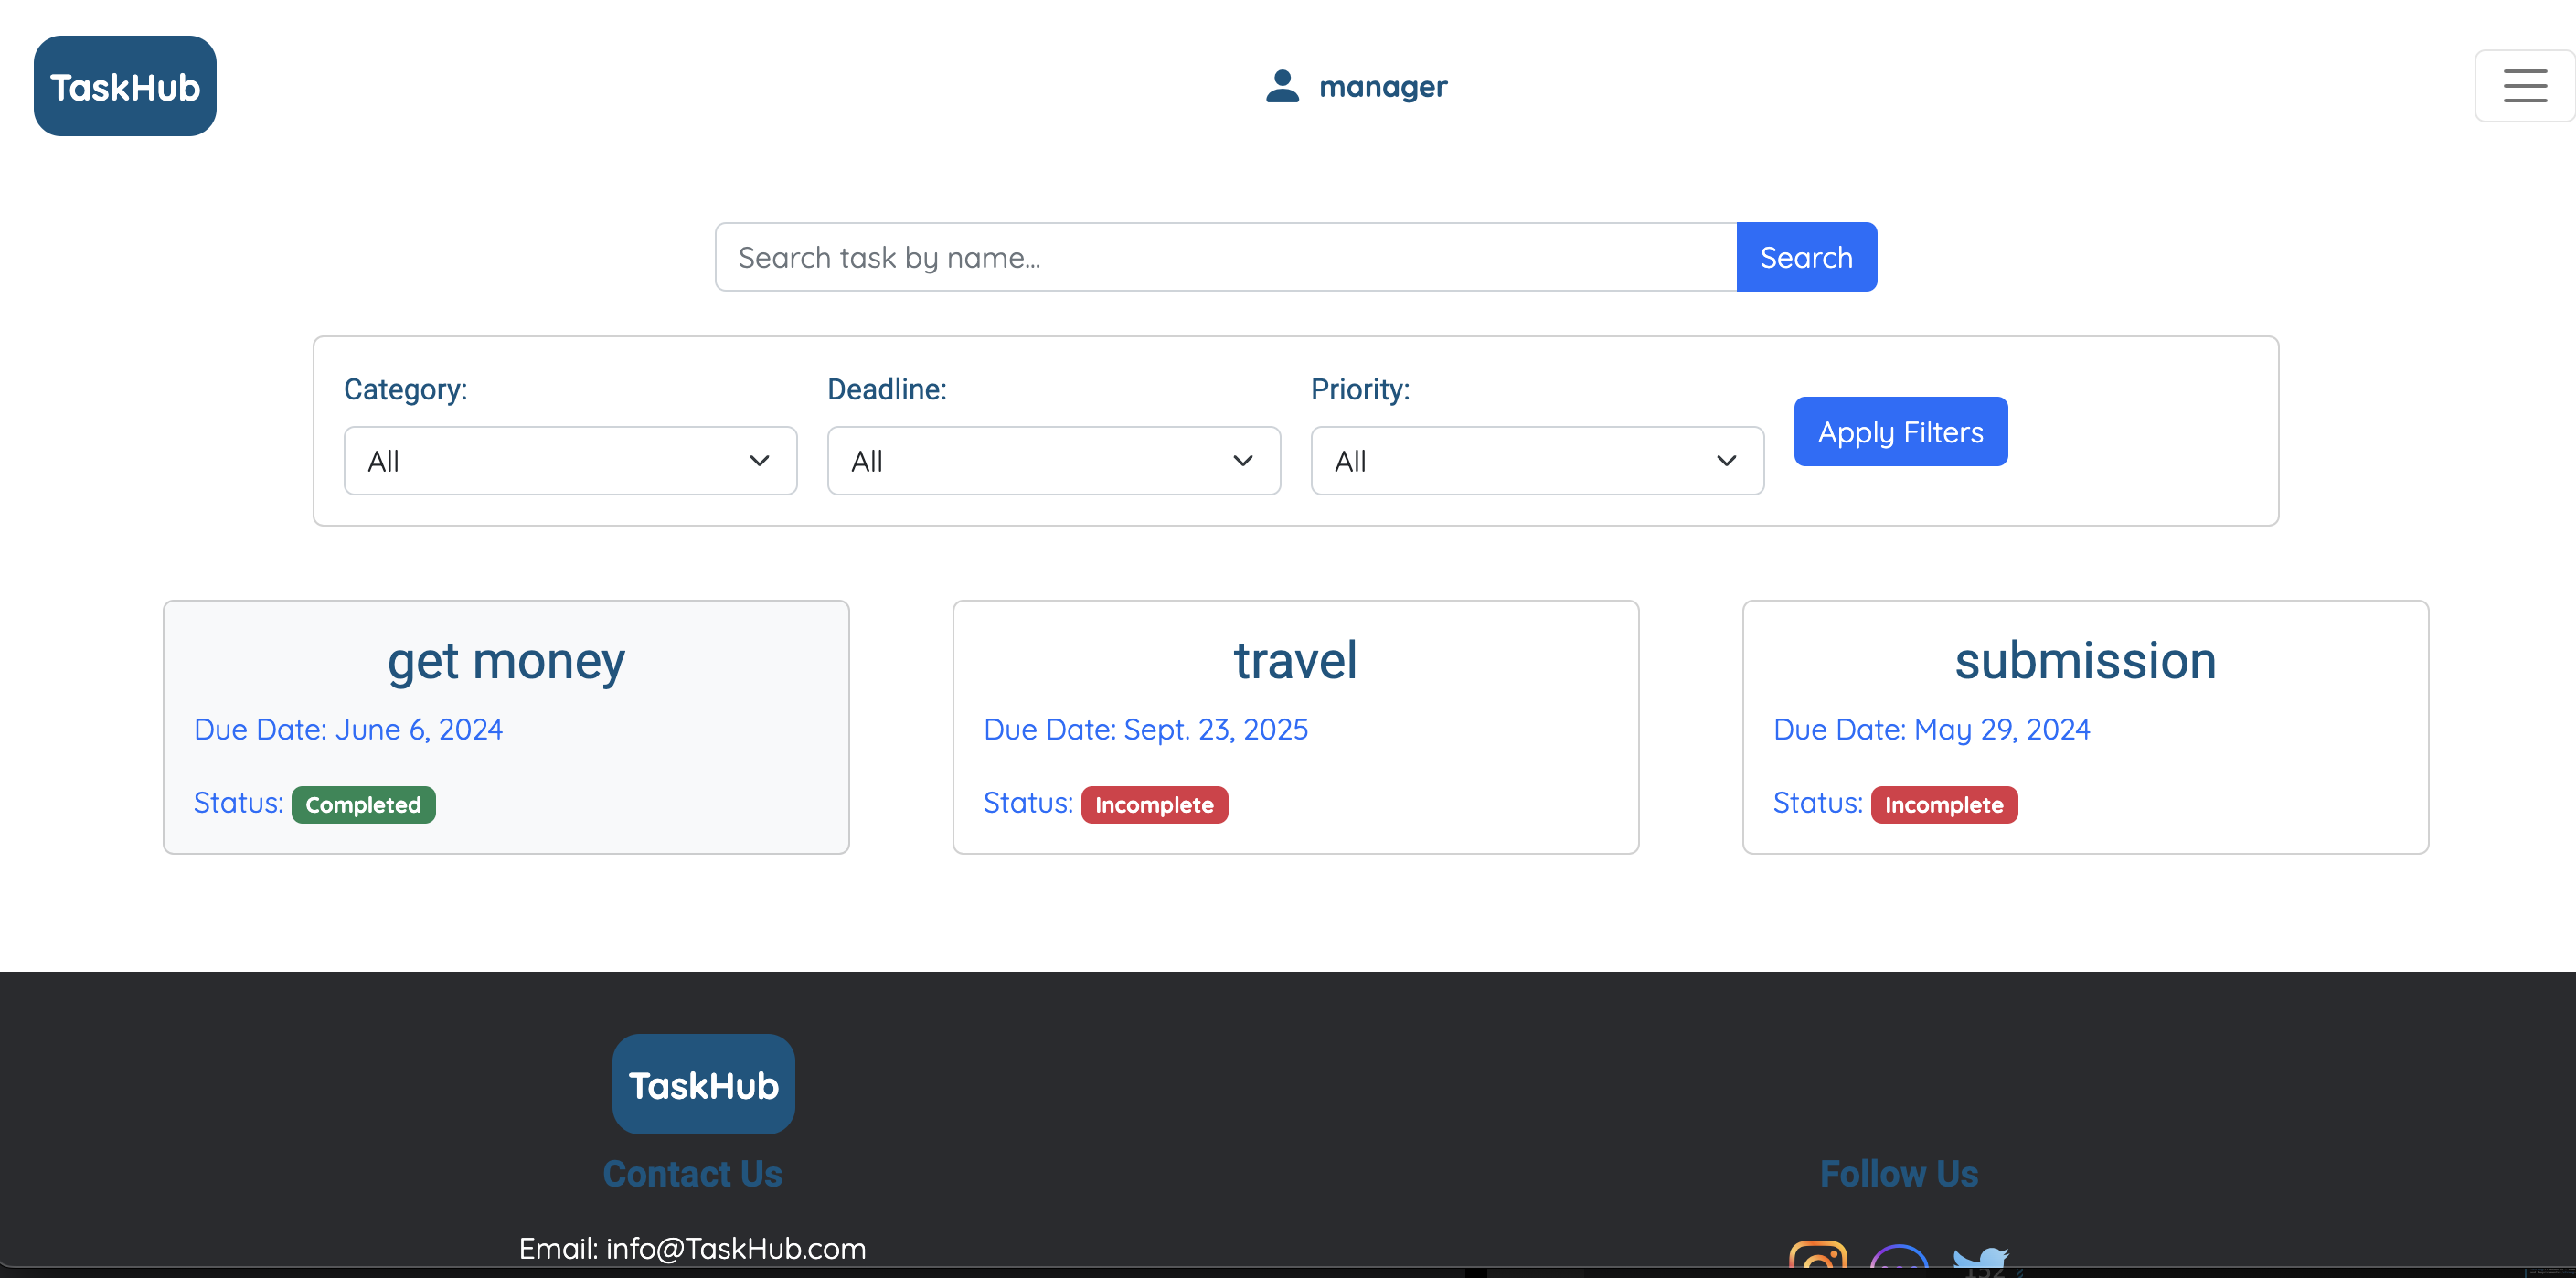 TaskHub
manager
Search task by name...
Search
Category:
Deadline:
Priority:
All
All
All
Apply Filters
get money
Due Date: June 6, 2024
Status: Completed
travel
Due Date: Sept. 23, 2025
Status: Incomplete
submission
Due Date: May 29, 2024
Status: Incomplete
TaskHub
Contact Us
Email: info@TaskHub.com
Follow Us